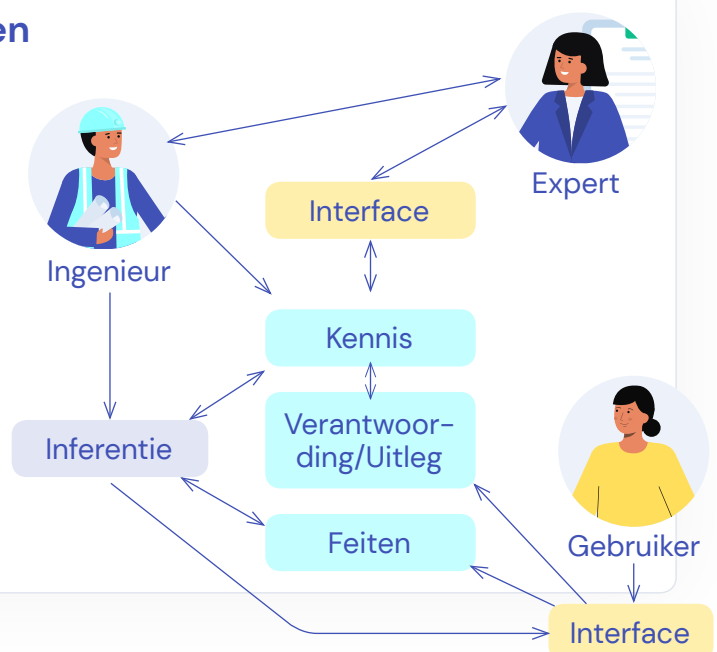 en
Expert
Interface
Ingenieur
Kennis
Verantwoor-
ding/Uitleg
Inferentie
Feiten
Gebruiker
Interface